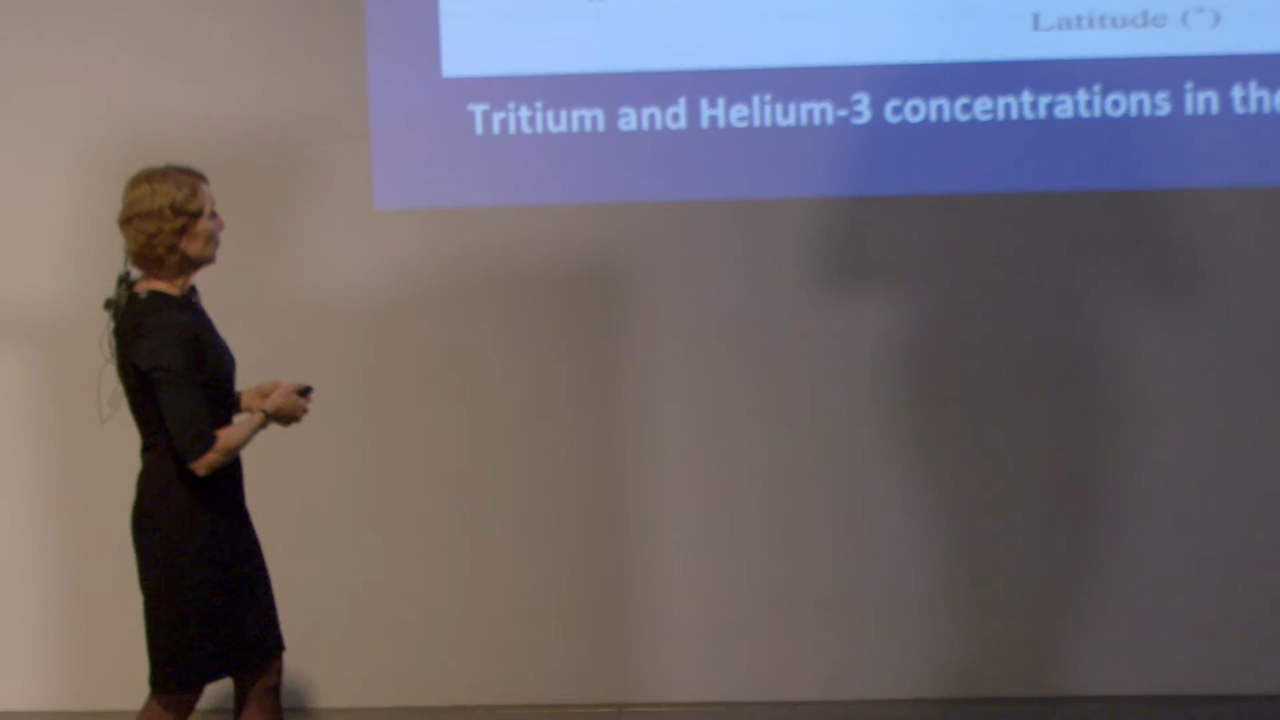 Latitude (°)
Tritium and Helium-3 concentrations in the